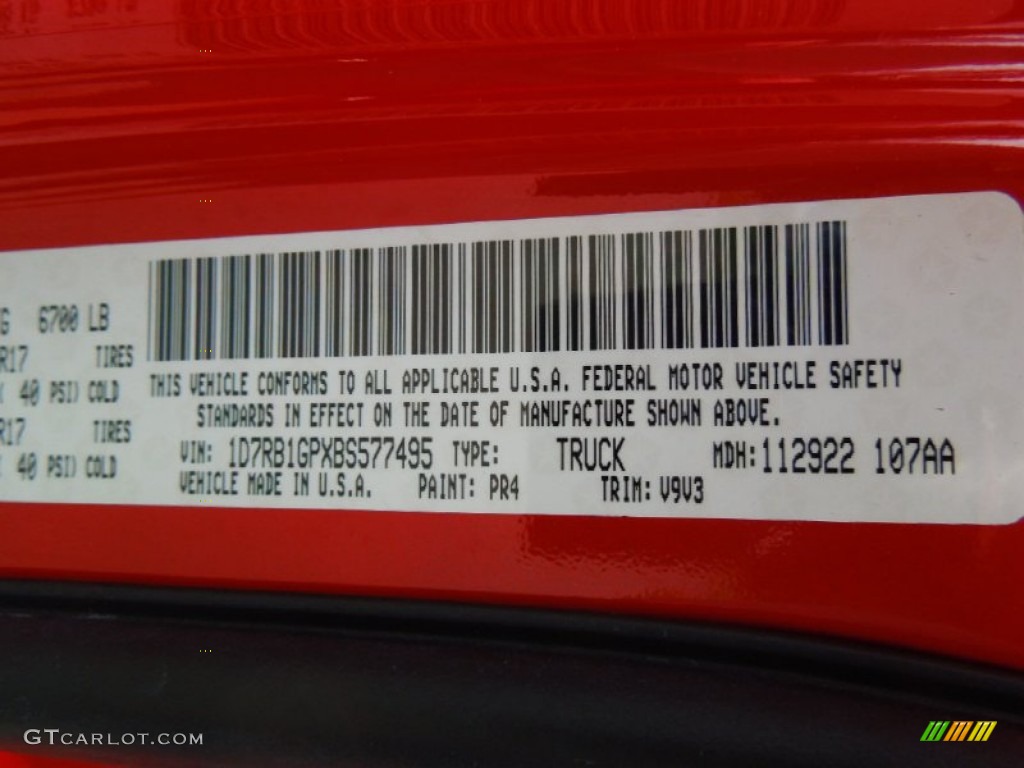 G 6700 LB
R17 TIRES
40 PSI) COLD
R17 TIRES
40 PSI) COLD
THIS VEHICLE CONFORMS TO ALL APPLICABLE U.S.A. FEDERAL MOTOR VEHICLE SAFETY
STANDARDS IN EFFECT ON THE DATE OF MANUFACTURE SHOWN ABOVE.
VIN: 1D7RB1GPXBS577495 TYPE: TRUCK MDH: 112922 107AA
VEHICLE MADE IN U.S.A. PAINT: PR4 TRIM: V9V3
GTCARLOT.COM